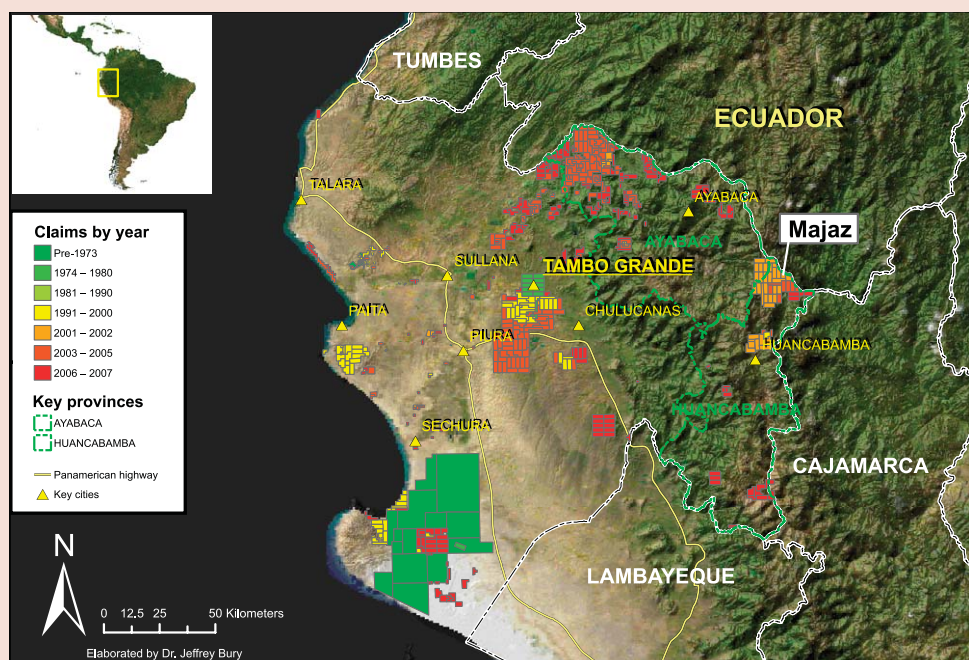 TUMBES
ECUADOR
TALARA
AYABACA
Majaz
AYABACA
SULLANA
TAMBO GRANDE
PAITA
CHULUCANAS
PIURA
HUANCABAMBA
HUANCABAMBA
SECHURA
CAJAMARCA
LAMBAYEQUE
Claims by year
Pre-1973
1974 – 1980
1981 – 1990
1991 – 2000
2001 – 2002
2003 – 2005
2006 – 2007
Key provinces
AYABACA
HUANCABAMBA
Panamerican highway
Key cities
N
0 12.5 25 50 Kilometers
Elaborated by Dr. Jeffrey Bury